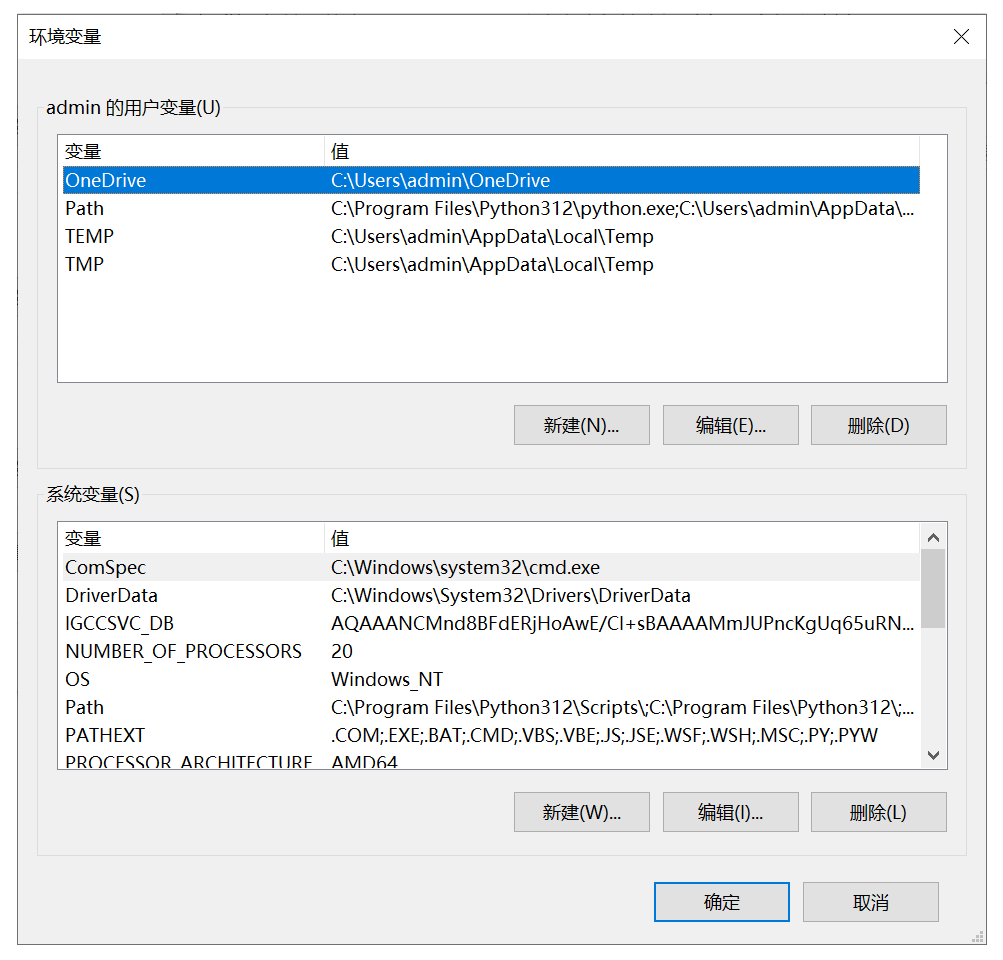 环境变量
admin 的用户变量(U)
变量 值
OneDrive C:\Users\admin\OneDrive
Path C:\Program Files\Python312\python.exe;C:\Users\admin\AppData\...
TEMP C:\Users\admin\AppData\Local\Temp
TMP C:\Users\admin\AppData\Local\Temp
新建(N)... 编辑(E)... 删除(D)
系统变量(S)
变量 值
ComSpec C:\Windows\system32\cmd.exe
DriverData C:\Windows\System32\Drivers\DriverData
IGCCSVC_DB AQAAANCMnd8BFdERjHoAwE/Cl+sBAAAAMmJUPncKgUq65uRN...
NUMBER_OF_PROCESSORS 20
OS Windows_NT
Path C:\Program Files\Python312\Scripts\;C:\Program Files\Python312\;...
PATHEXT .COM;.EXE;.BAT;.CMD;.VBS;.VBE;.JS;.JSE;.WSF;.WSH;.MSC;.PY;.PYW
PROCESSOR_ARCHITECTURE AMD64
新建(W)... 编辑(I)... 删除(L)
确定 取消